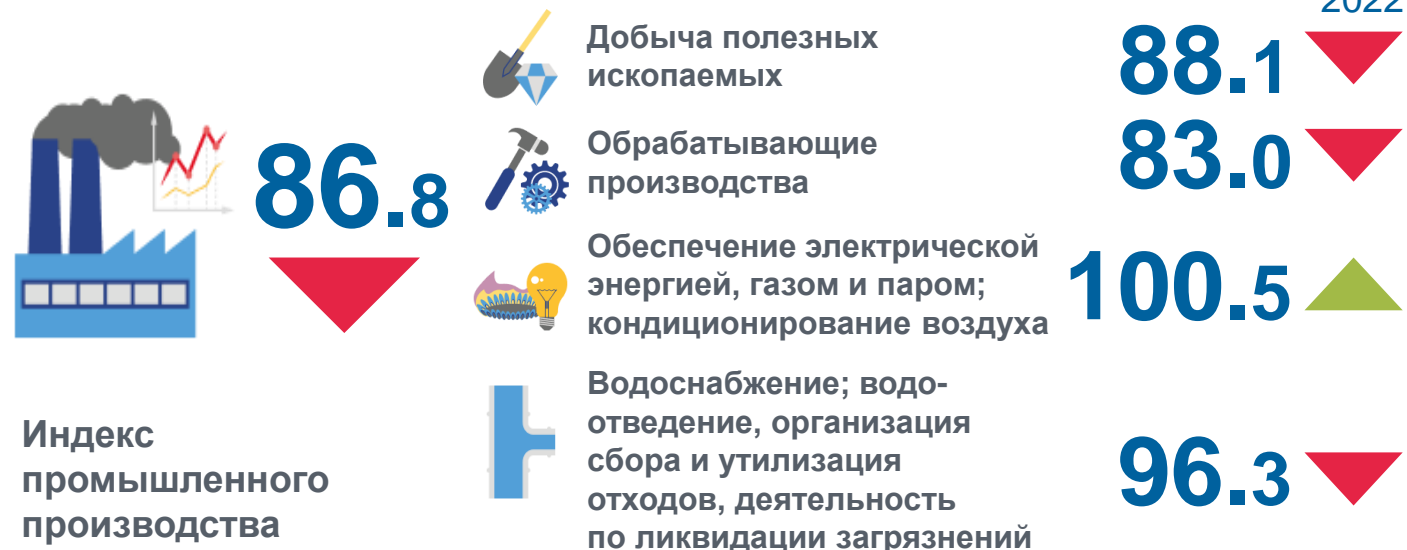 2022
Добыча полезных
ископаемых
88.1
Обрабатывающие
производства
83.0
86.8
Обеспечение электрической
энергией, газом и паром;
кондиционирование воздуха
100.5
Водоснабжение; водо-
отведение, организация
сбора и утилизация
отходов, деятельность
по ликвидации загрязнений
96.3
Индекс
промышленного
производства